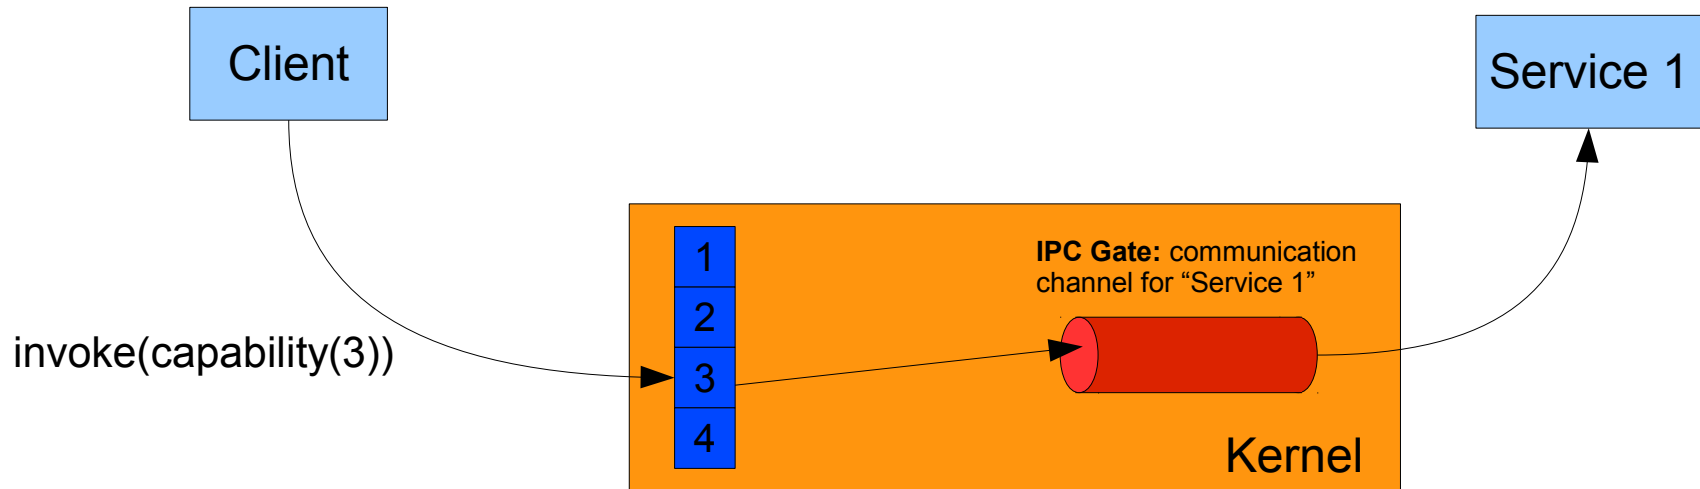 Client
Service 1
invoke(capability(3))
1
2
3
4
IPC Gate: communication
channel for “Service 1”
Kernel